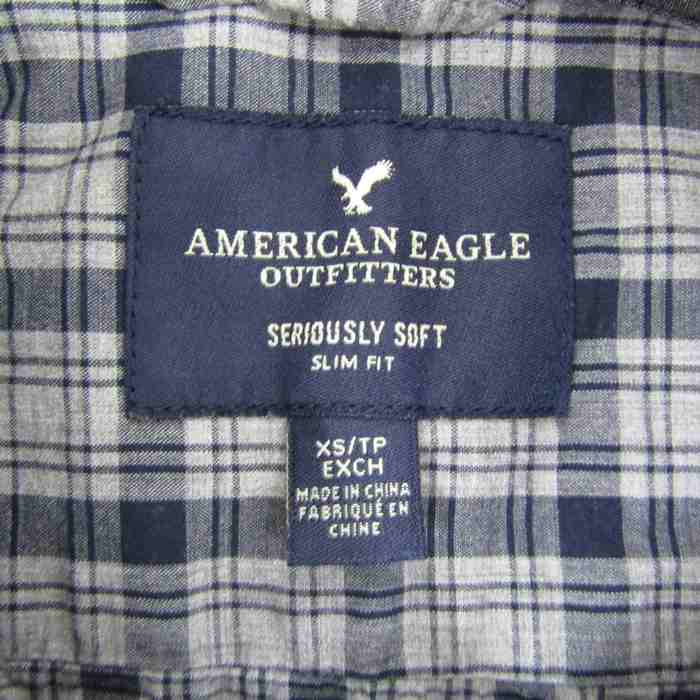 AMERICAN EAGLE
OUTFITTERS
SERIOUSLY SOFT
SLIM FIT
XS/TP
EXCH
MADE IN CHINA
FABRIQUÉ EN
CHINE